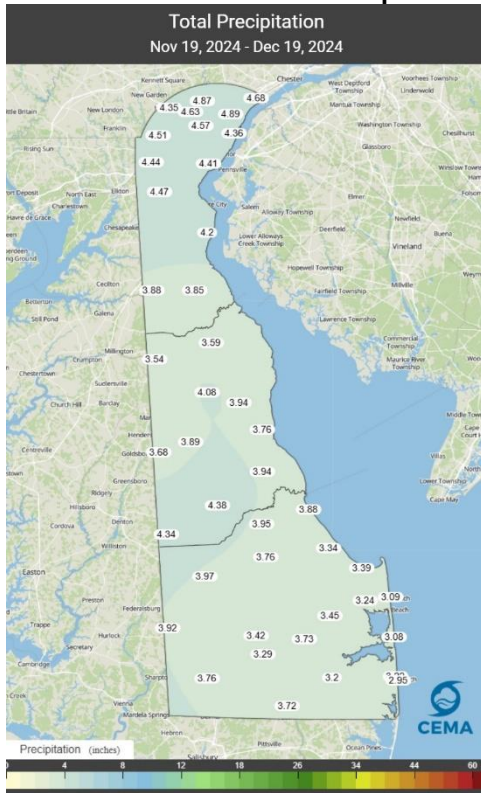 Total Precipitation
Nov 19, 2024 - Dec 19, 2024
Kennett Square
Chester
West Deptford Township
Voorhees Township
Lindenwold
New Garden
4.87
4.68
Mantua Township
New London
4.35
4.63
4.89
Franklin
4.57
4.36
Washington Township
Chesilhurst
4.51
Glassboro
Rising Sun
4.44
4.41
Pennsville
North East
Elkton
4.47
Elmer
Charlestown
Salem
Alloway Township
Newfield
Havre de Grace
4.2
Lower Alloways Creek Township
Deerfield
Buena
Vineland
Hopewell Township
Cecilton
3.88
3.85
Fairfield Township
Millville
Betterton
Galena
Still Pond
Lawrence Township
3.59
Commercial Township
Millington
3.54
Maurice River Township
Chestertown
Crumpton
Sudlersville
4.08
Church Hill
Barclay
3.94
3.76
Centreville
3.89
3.68
Villas
Greensboro
3.94
Lower Township
Ridgely
Cape May
Hillsboro
4.38
3.88
Cordova
Denton
3.95
4.34
Williston
3.34
3.76
Easton
3.39
3.97
Preston
3.24
3.09
Federalsburg
3.45
Trappe
3.92
3.42
3.73
3.08
Hurlock
Secretary
3.29
Cambridge
3.76
3.2
2.95
Vienna
3.72
Mardela Springs
CEMA
Hebron
Pittsville
Ocean Pines
Salisbury
Precipitation (inches)
0 4 8 12 18 26 34 44 60